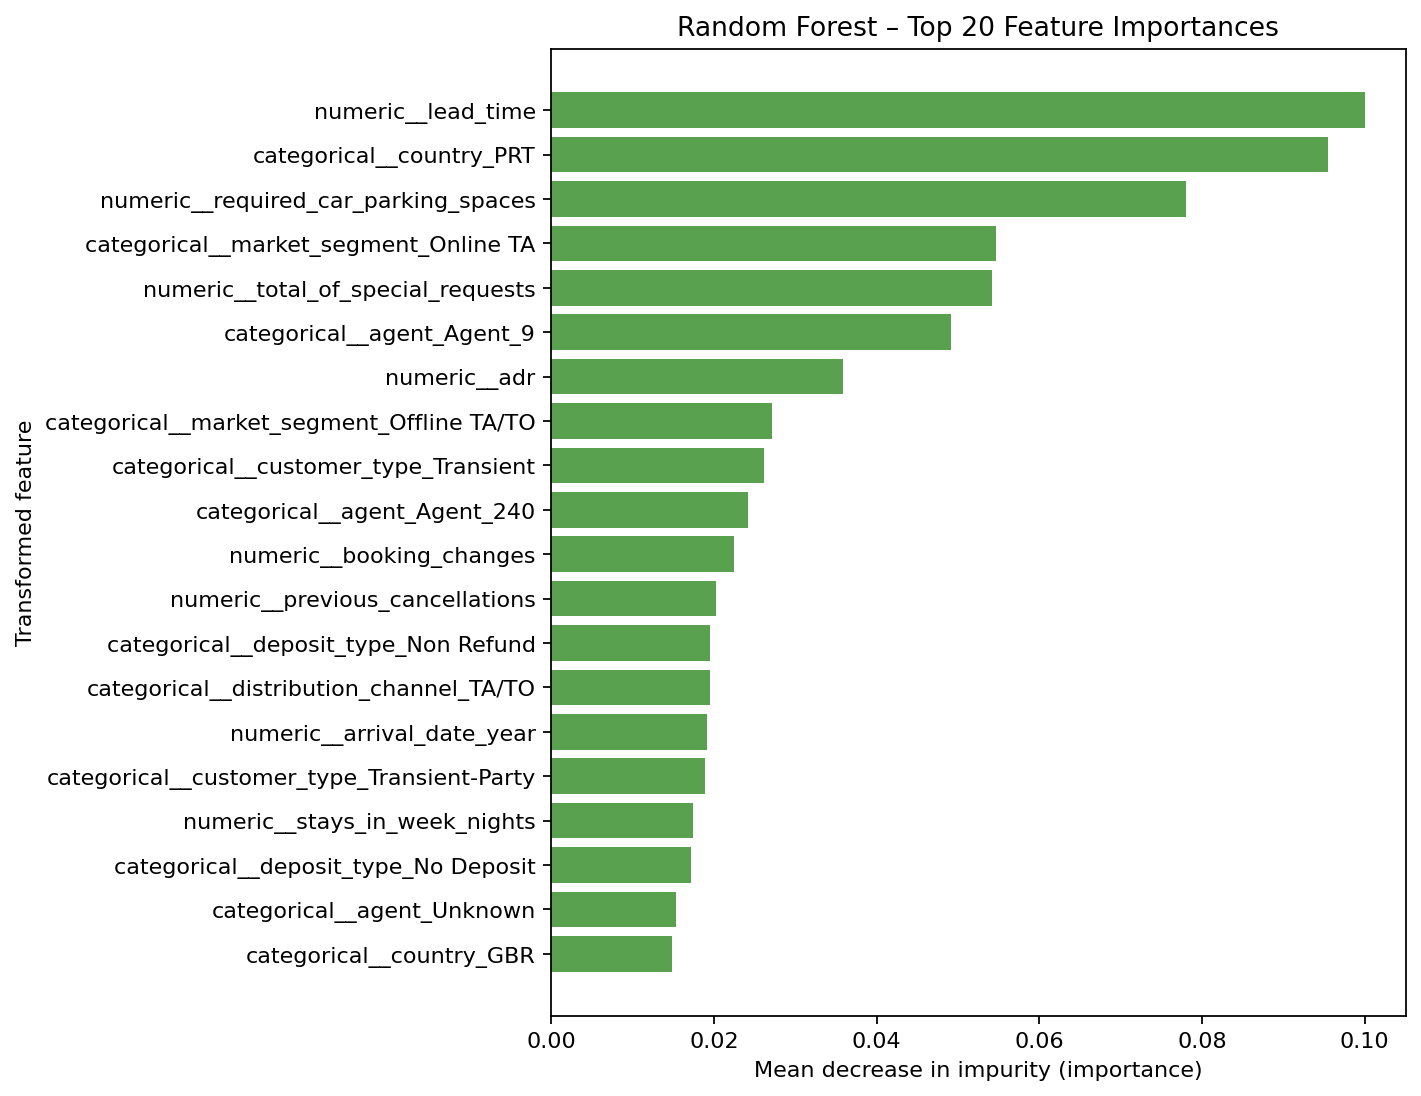 Random Forest – Top 20 Feature Importances
numeric__lead_time
categorical__country_PRT
numeric__required_car_parking_spaces
categorical__market_segment_Online TA
numeric__total_of_special_requests
categorical__agent_Agent_9
numeric__adr
categorical__market_segment_Offline TA/TO
categorical__customer_type_Transient
categorical__agent_Agent_240
numeric__booking_changes
numeric__previous_cancellations
categorical__deposit_type_Non Refund
categorical__distribution_channel_TA/TO
numeric__arrival_date_year
categorical__customer_type_Transient-Party
numeric__stays_in_week_nights
categorical__deposit_type_No Deposit
categorical__agent_Unknown
categorical__country_GBR
Transformed feature
0.00 0.02 0.04 0.06 0.08 0.10
Mean decrease in impurity (importance)